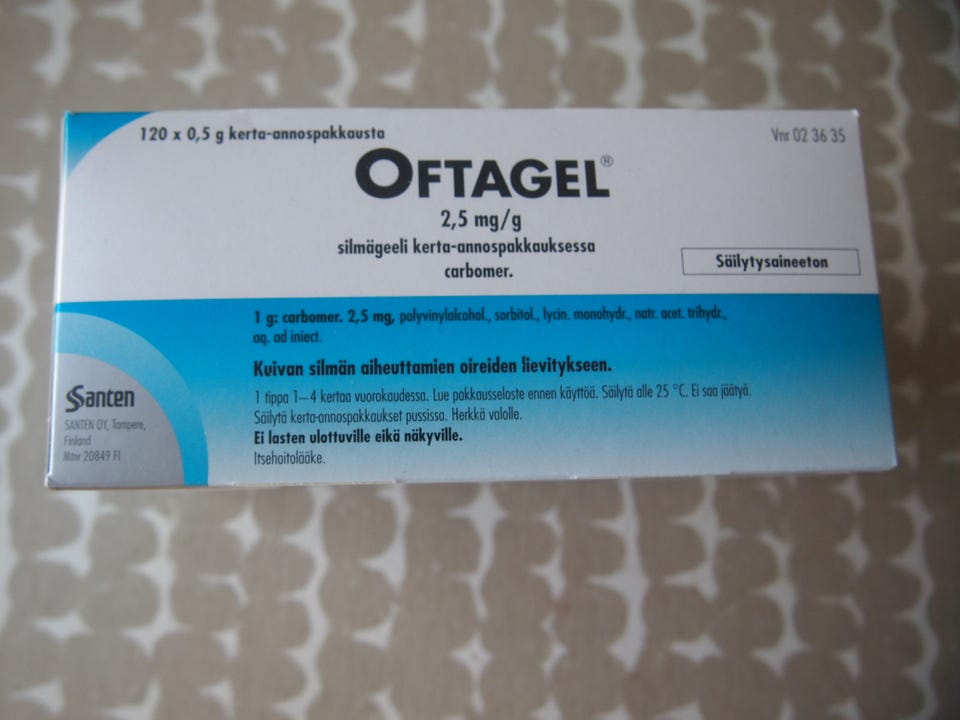 120 x 0,5 g kerta-annospakkausta
Vnr 02 36 35
OFTAGEL®
2,5 mg/g
silmägeeli kerta-annospakkauksessa
carbomer.
Säilytysaineeton
1 g: carbomer. 2,5 mg, polyvinylalcohol., sorbitol., lycin. monohydr., natr. acet. trihydr.,
aq. ad iniect.
Kuivan silmän aiheuttamien oireiden lievitykseen.
1 tippa 1–4 kertaa vuorokaudessa. Lue pakkausseloste ennen käyttöä. Säilytä alle 25 °C. Ei saa jäätyä.
Säilytä kerta-annospakkaukset pussissa. Herkkä valolle.
Ei lasten ulottuville eikä näkyville.
Itsehoitolääke.
Santen
SANTEN OY, Tampere,
Finland
Mtnr 20849 FI